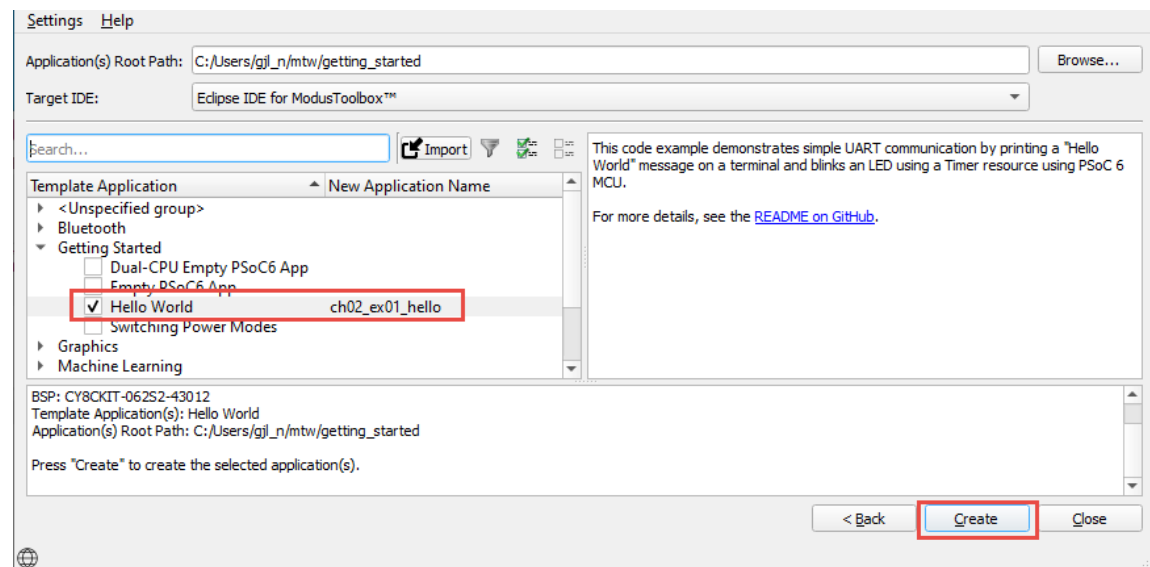 Settings Help
Application(s) Root Path: C:/Users/gjl_n/mtw/getting_started Browse...
Target IDE: Eclipse IDE for ModusToolbox™
Search... Import
Template Application New Application Name
<Unspecified group>
Bluetooth
Getting Started
Dual-CPU Empty PSoC6 App
Empty PSoC6 App
Hello World ch02_ex01_hello
Switching Power Modes
Graphics
Machine Learning
This code example demonstrates simple UART communication by printing a "Hello
World" message on a terminal and blinks an LED using a Timer resource using PSoC 6
MCU.
For more details, see the README on GitHub.
BSP: CY8CKIT-062S2-43012
Template Application(s): Hello World
Application(s) Root Path: C:/Users/gjl_n/mtw/getting_started
Press "Create" to create the selected application(s).
< Back Create Close